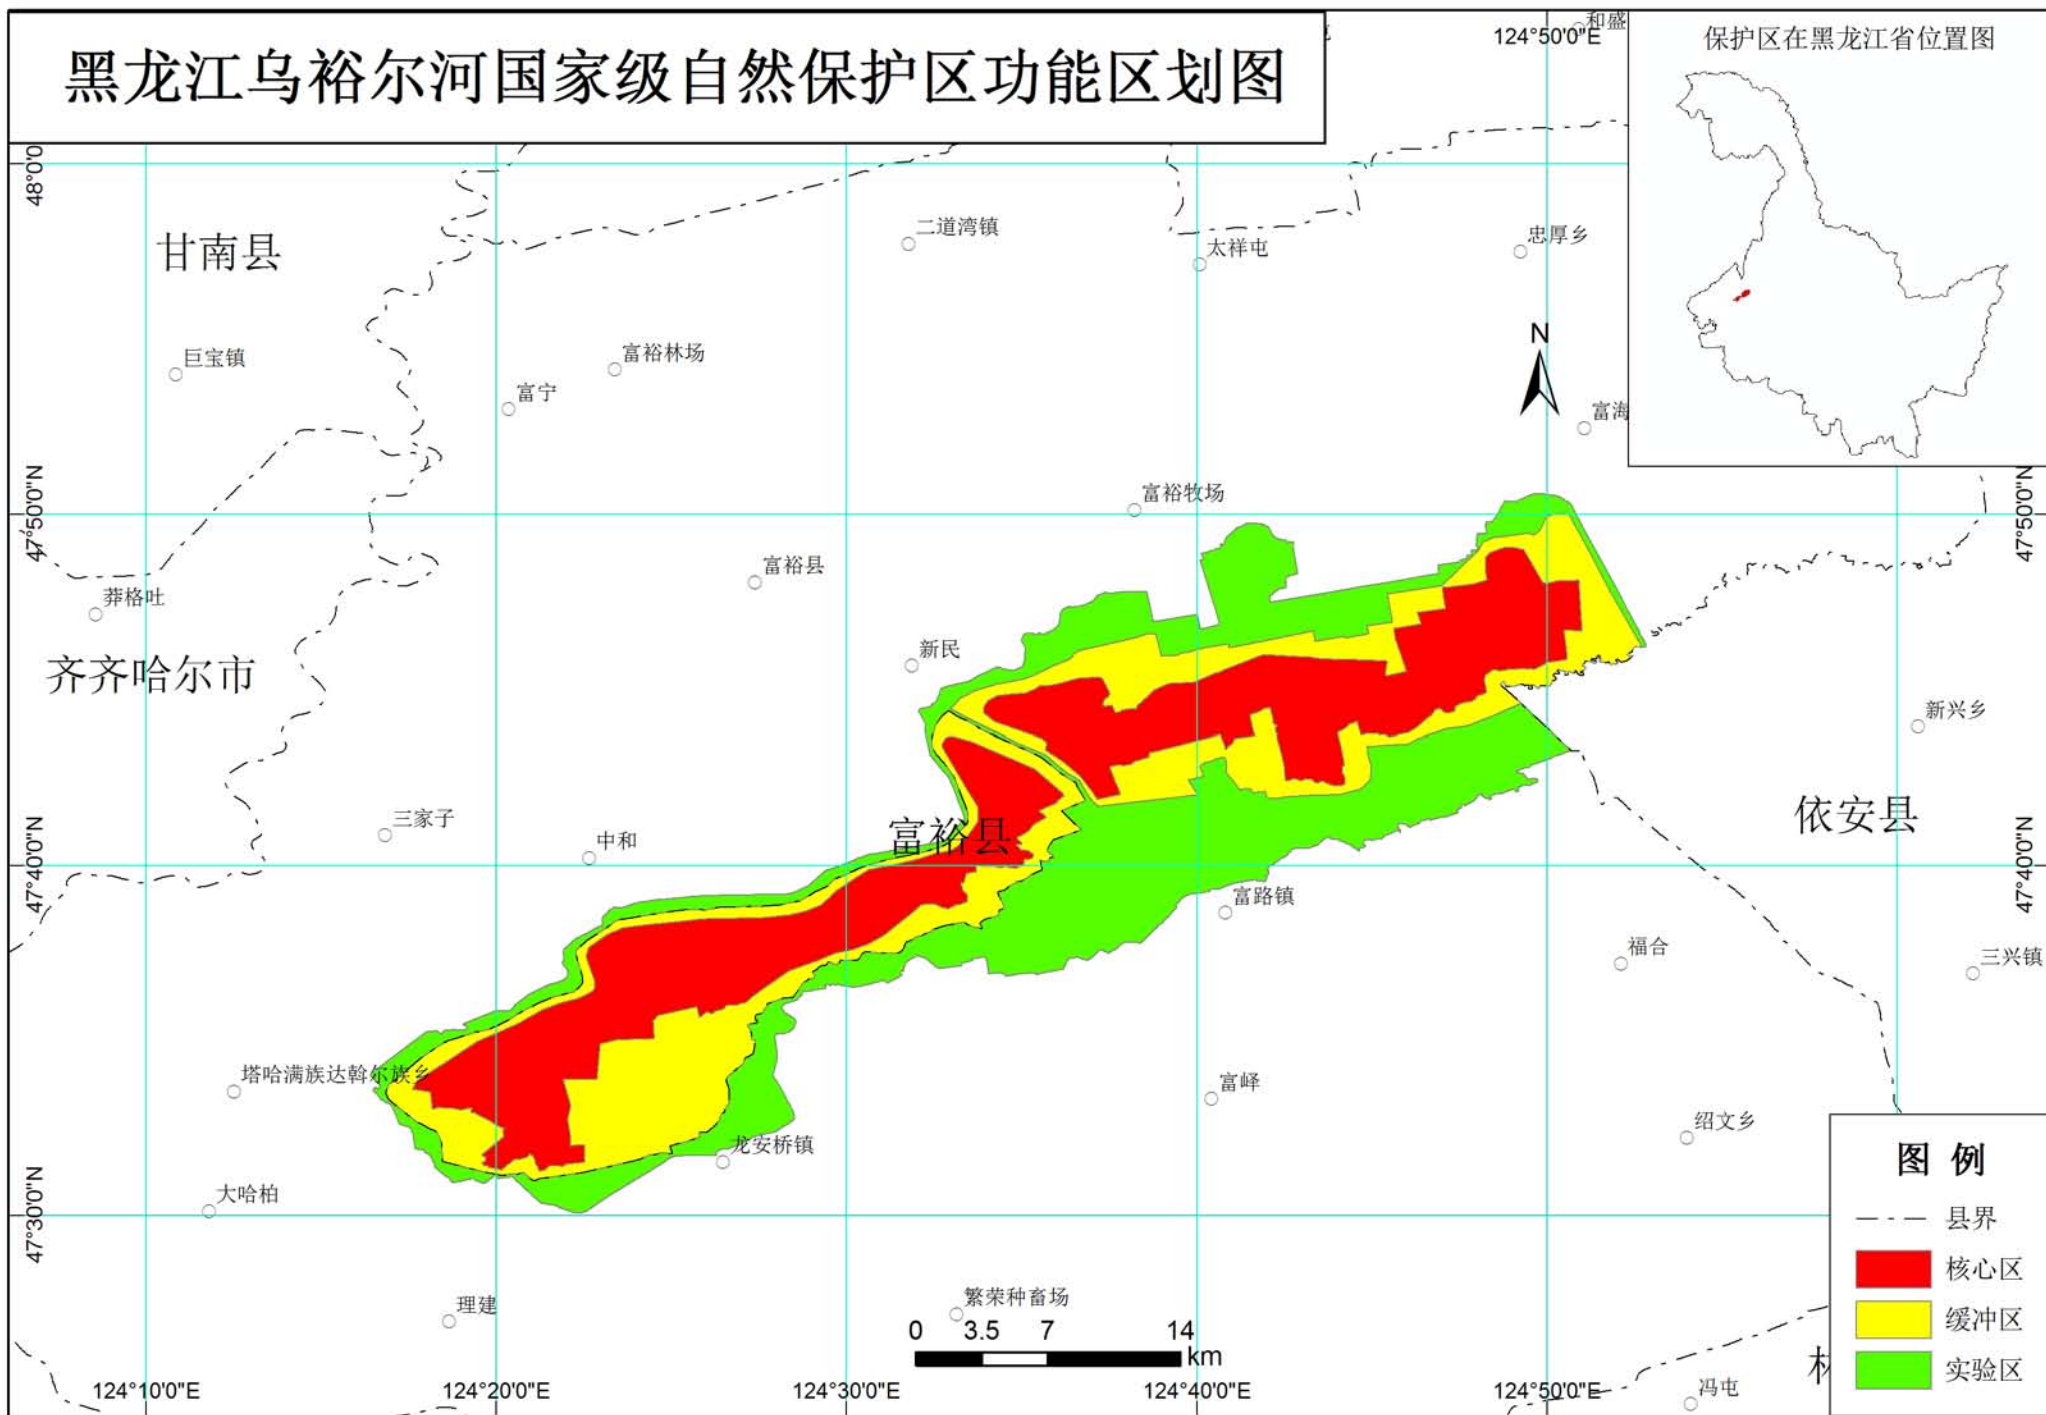 黑龙江乌裕尔河国家级自然保护区功能区划图
和盛
124°50'0"E
保护区在黑龙江省位置图
48°0'0
甘南县
二道湾镇
太祥屯
忠厚乡
N
巨宝镇
富裕林场
富宁
富海
47°50'0"N
富裕牧场
47°50'0"N
富裕县
莽格吐
新民
齐齐哈尔市
新兴乡
三家子
中和
富裕县
依安县
47°40'0"N
47°40'0"N
富路镇
福合
三兴镇
塔哈满族达斡尔族乡
富峄
绍文乡
龙安桥镇
大哈柏
47°30'0"N
图 例
县界
核心区
缓冲区
实验区
理建
繁荣种畜场
0 3.5 7 14
km
124°10'0"E 124°20'0"E 124°30'0"E 124°40'0"E 124°50'0"E
冯屯